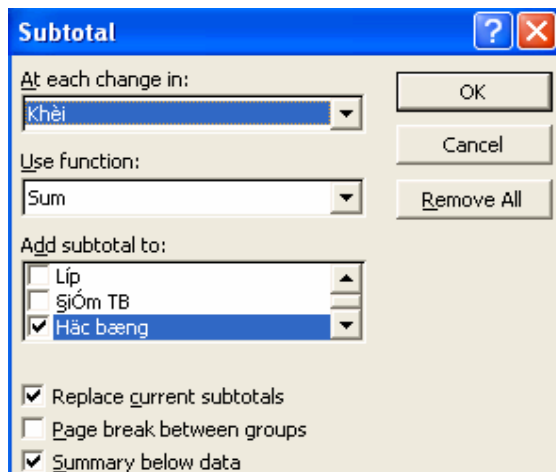 Subtotal
At each change in:
Khèi
OK
Use function:
Cancel
Sum
Remove All
Add subtotal to:
Líp
§iÓm TB
Häc bæng
Replace current subtotals
Page break between groups
Summary below data